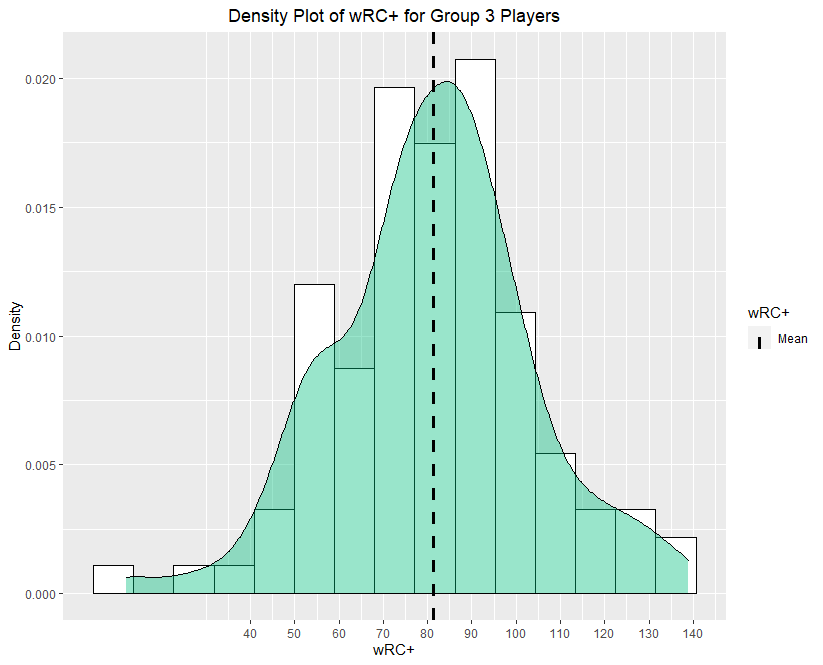 Density Plot of wRC+ for Group 3 Players
0.020
0.015
0.010
0.005
0.000
Density
40 50 60 70 80 90 100 110 120 130 140
wRC+
wRC+
Mean